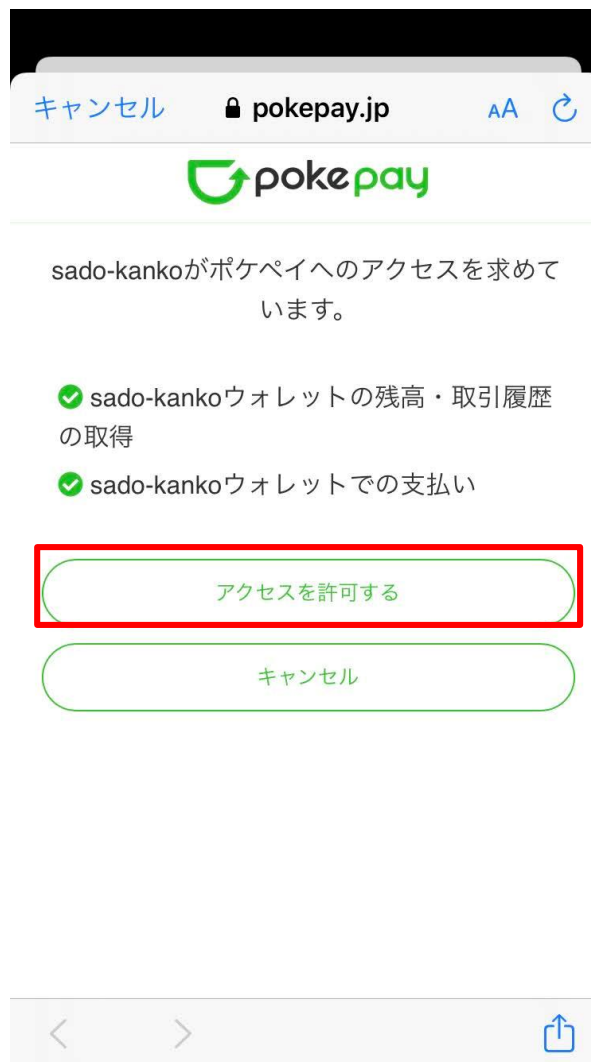 キャンセル pokepay.jp AA
pokepay
sado-kankoがポケペイへのアクセスを求めて
います。
sado-kankoウォレットの残高・取引履歴
の取得
sado-kankoウォレットでの支払い
アクセスを許可する
キャンセル